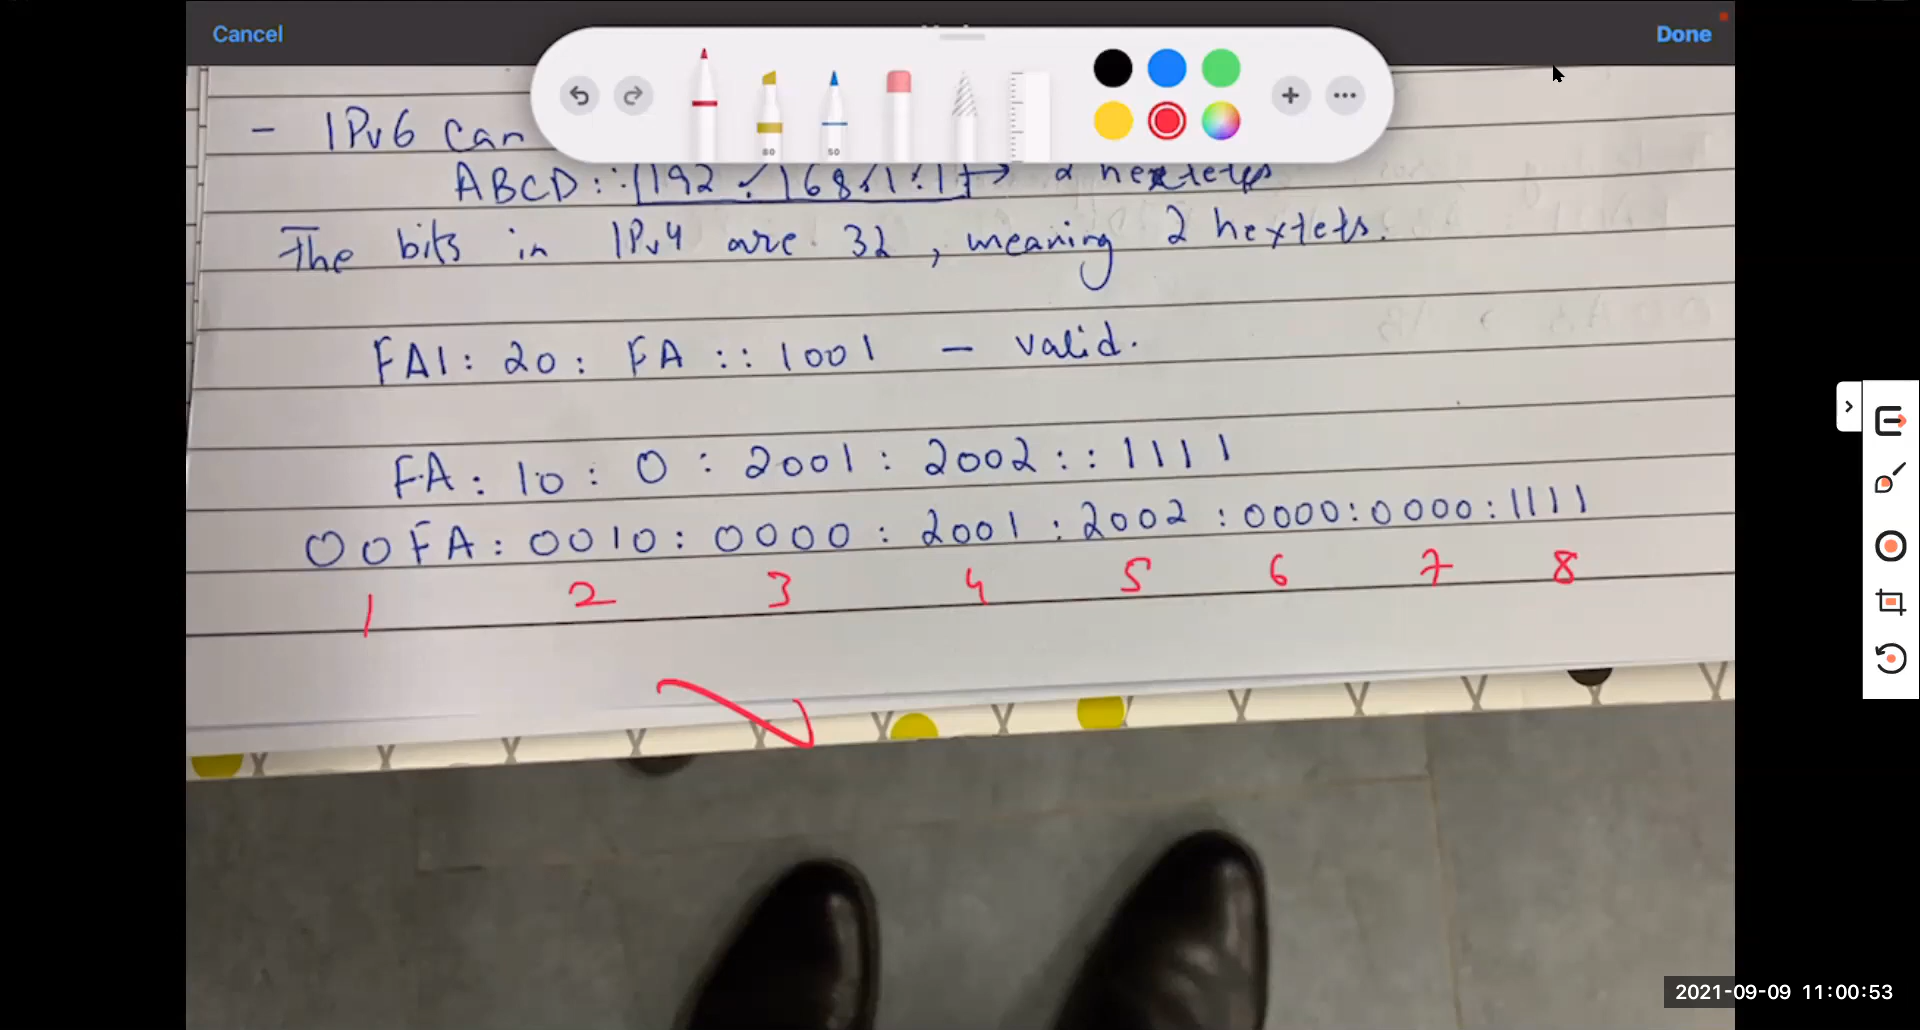 Cancel
Done
80
50
- IPv6 can
ABCD::192.168.1.1 → 2 hextets
The bits in IPv4 are 32, meaning 2 hextets.
FA1:20:FA::1001 - valid.
FA:10:0:2001:2002::1111
00FA:0010:0000:2001:2002:0000:0000:1111
1 2 3 4 5 6 7 8
2021-09-09 11:00:53